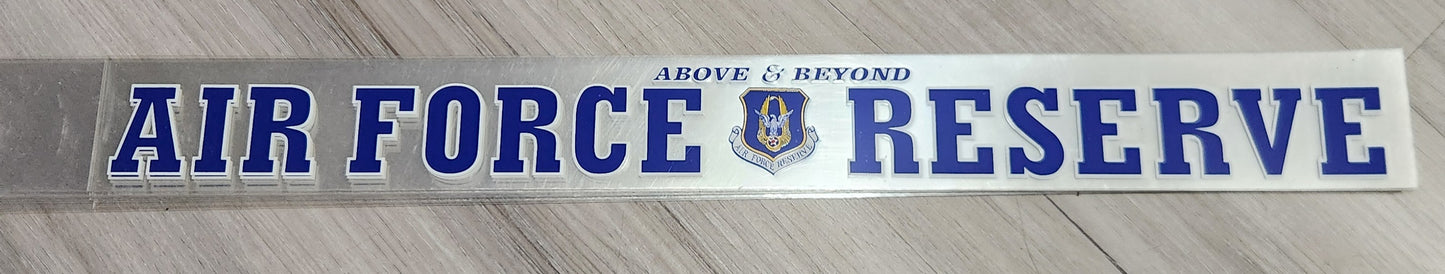 ABOVE & BEYOND
AIR FORCE RESERVE
AIR FORCE RESERVE